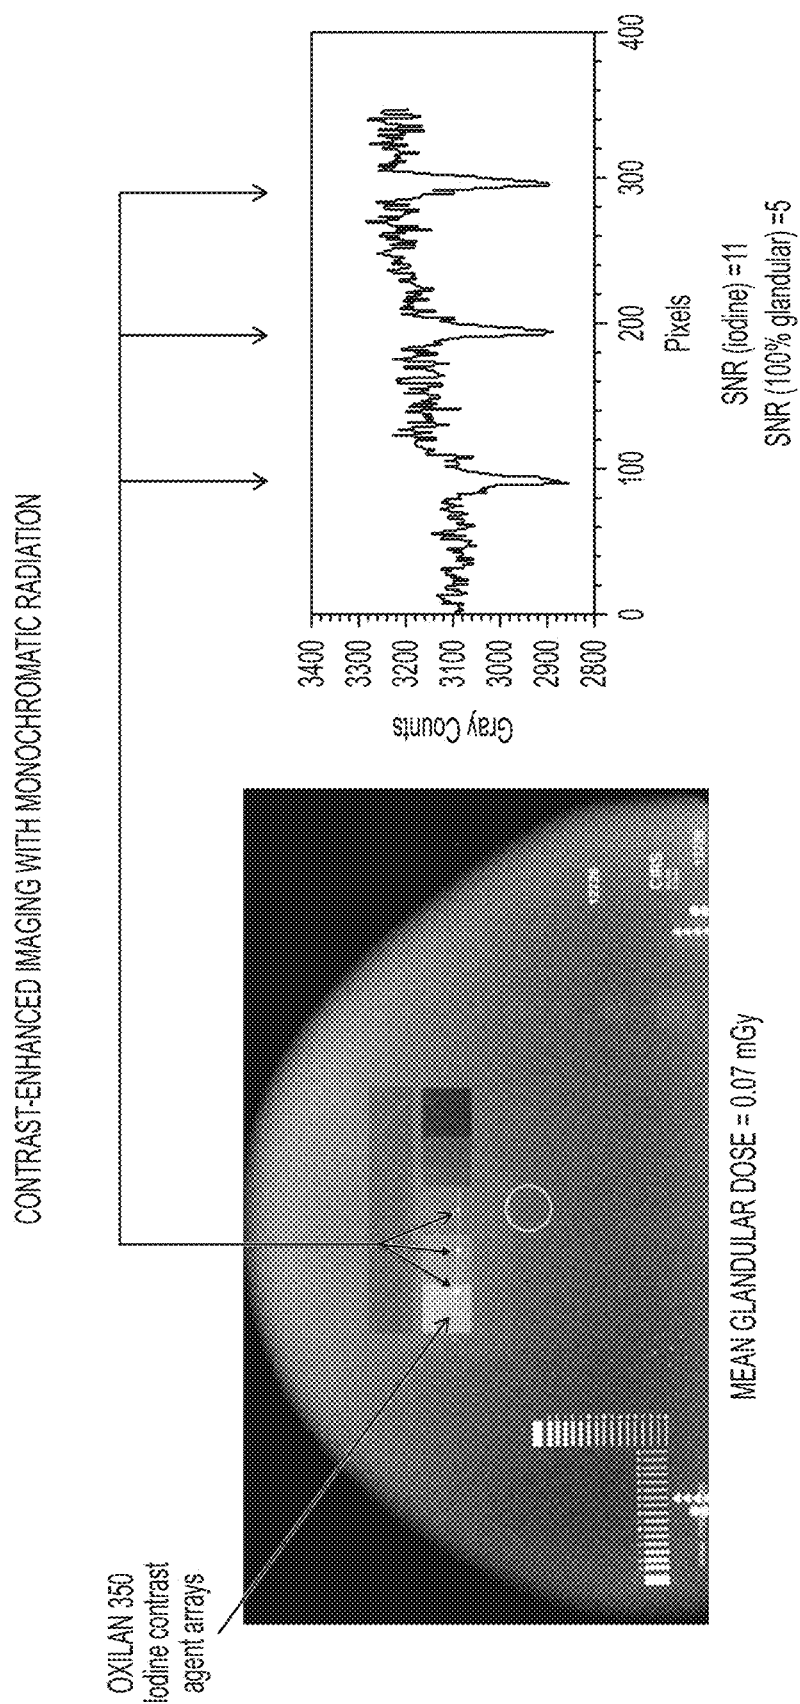 CONTRAST-ENHANCED IMAGING WITH MONOCHROMATIC RADIATION
OXILAN 350
Iodine contrast
agent arrays
MEAN GLANDULAR DOSE = 0.07 mGy
Gray Counts
3400
3300
3200
3100
3000
2900
2800
0
100
200
300
400
Pixels
SNR (iodine) =11
SNR (100% glandular) =5